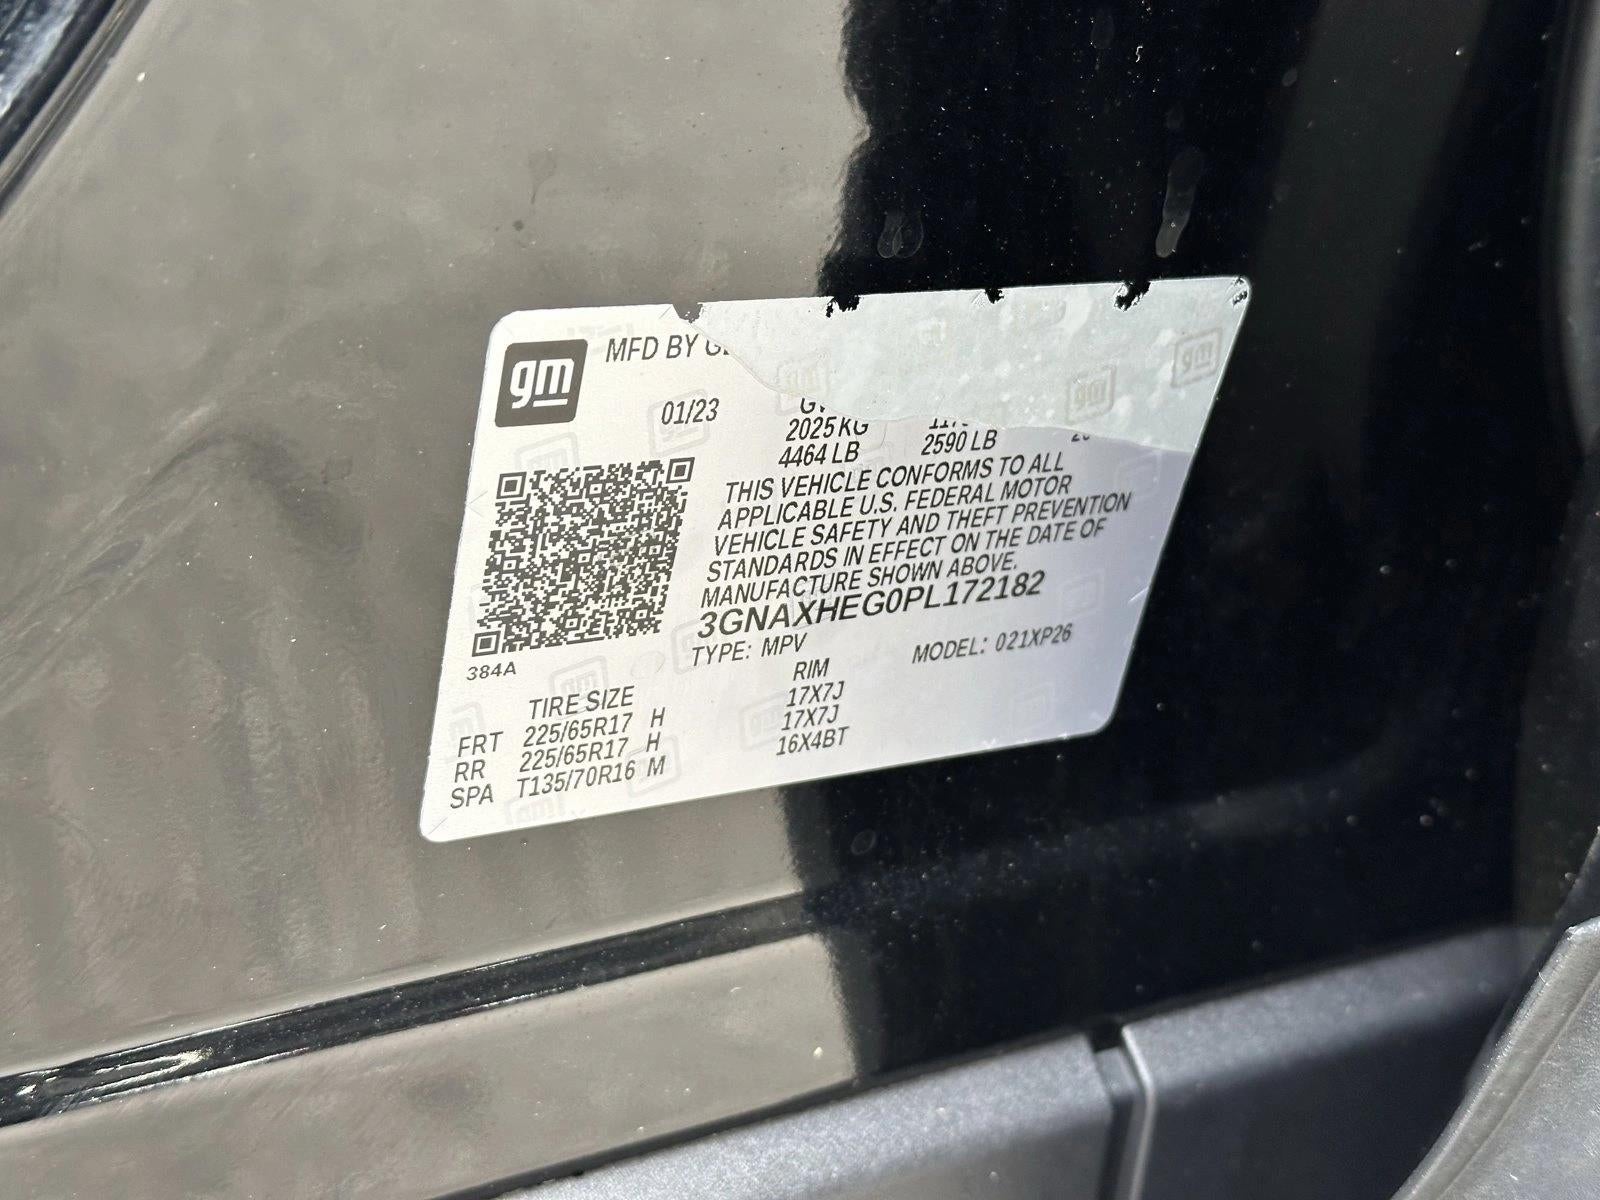 gm
MFD BY
01/23
2025 KG
4464 LB 2590 LB
THIS VEHICLE CONFORMS TO ALL
APPLICABLE U.S. FEDERAL MOTOR
VEHICLE SAFETY AND THEFT PREVENTION
STANDARDS IN EFFECT ON THE DATE OF
MANUFACTURE SHOWN ABOVE.
3GNAXHEG0PL172182
TYPE: MPV MODEL: 021XP26
384A
TIRE SIZE RIM
FRT 225/65R17 H 17X7J
RR 225/65R17 H 17X7J
SPA T135/70R16 M 16X4BT